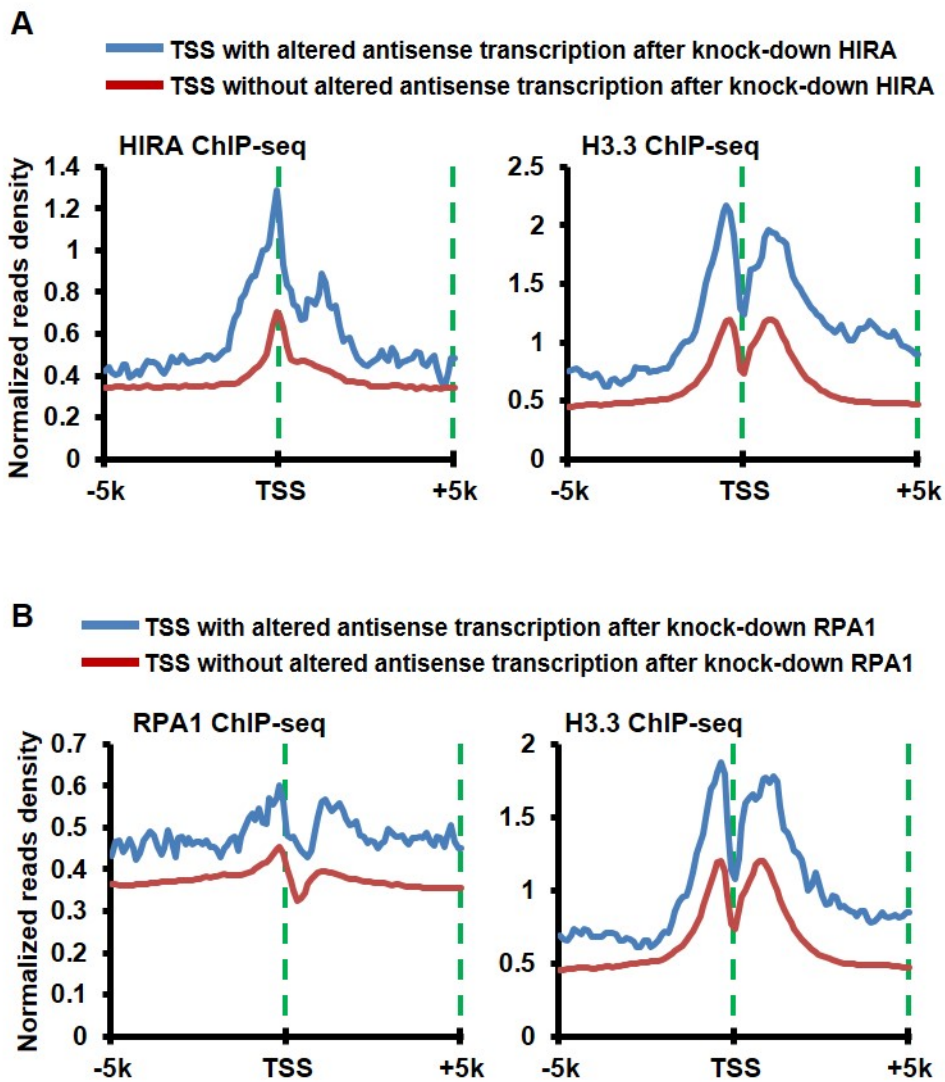 A
TSS with altered antisense transcription after knock-down HIRA
TSS without altered antisense transcription after knock-down HIRA
HIRA ChIP-seq
Normalized reads density
1.4
1.2
1
0.8
0.6
0.4
0.2
0
-5k
TSS
+5k
H3.3 ChIP-seq
2.5
2
1.5
1
0.5
0
-5k
TSS
+5k
B
TSS with altered antisense transcription after knock-down RPA1
TSS without altered antisense transcription after knock-down RPA1
RPA1 ChIP-seq
Normalized reads density
0.7
0.6
0.5
0.4
0.3
0.2
0.1
0
-5k
TSS
+5k
H3.3 ChIP-seq
2
1.5
1
0.5
0
-5k
TSS
+5k